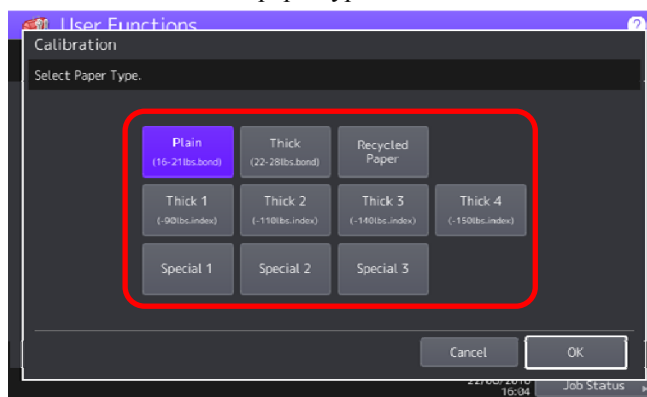 User Functions
?
Calibration
Select Paper Type.
Plain
(16-21lbs.bond)
Thick
(22-28lbs.bond)
Recycled
Paper
Thick 1
(-90lbs.index)
Thick 2
(-110lbs.index)
Thick 3
(-140lbs.index)
Thick 4
(-150lbs.index)
Special 1
Special 2
Special 3
Cancel
OK
16:04
Job Status